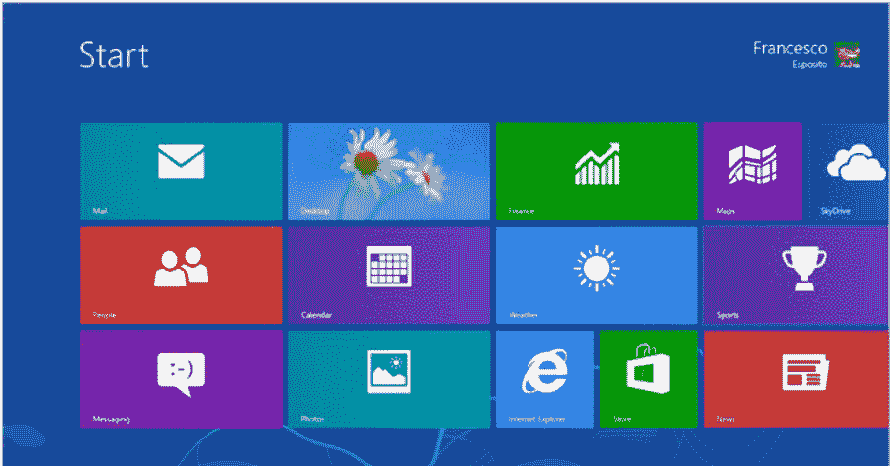 Start
Francesco
Esposito
Mail
Desktop
Finance
Maps
SkyDrive
People
Calendar
Weather
Sports
:-)
Messaging
Photos
Internet Explorer
Store
News